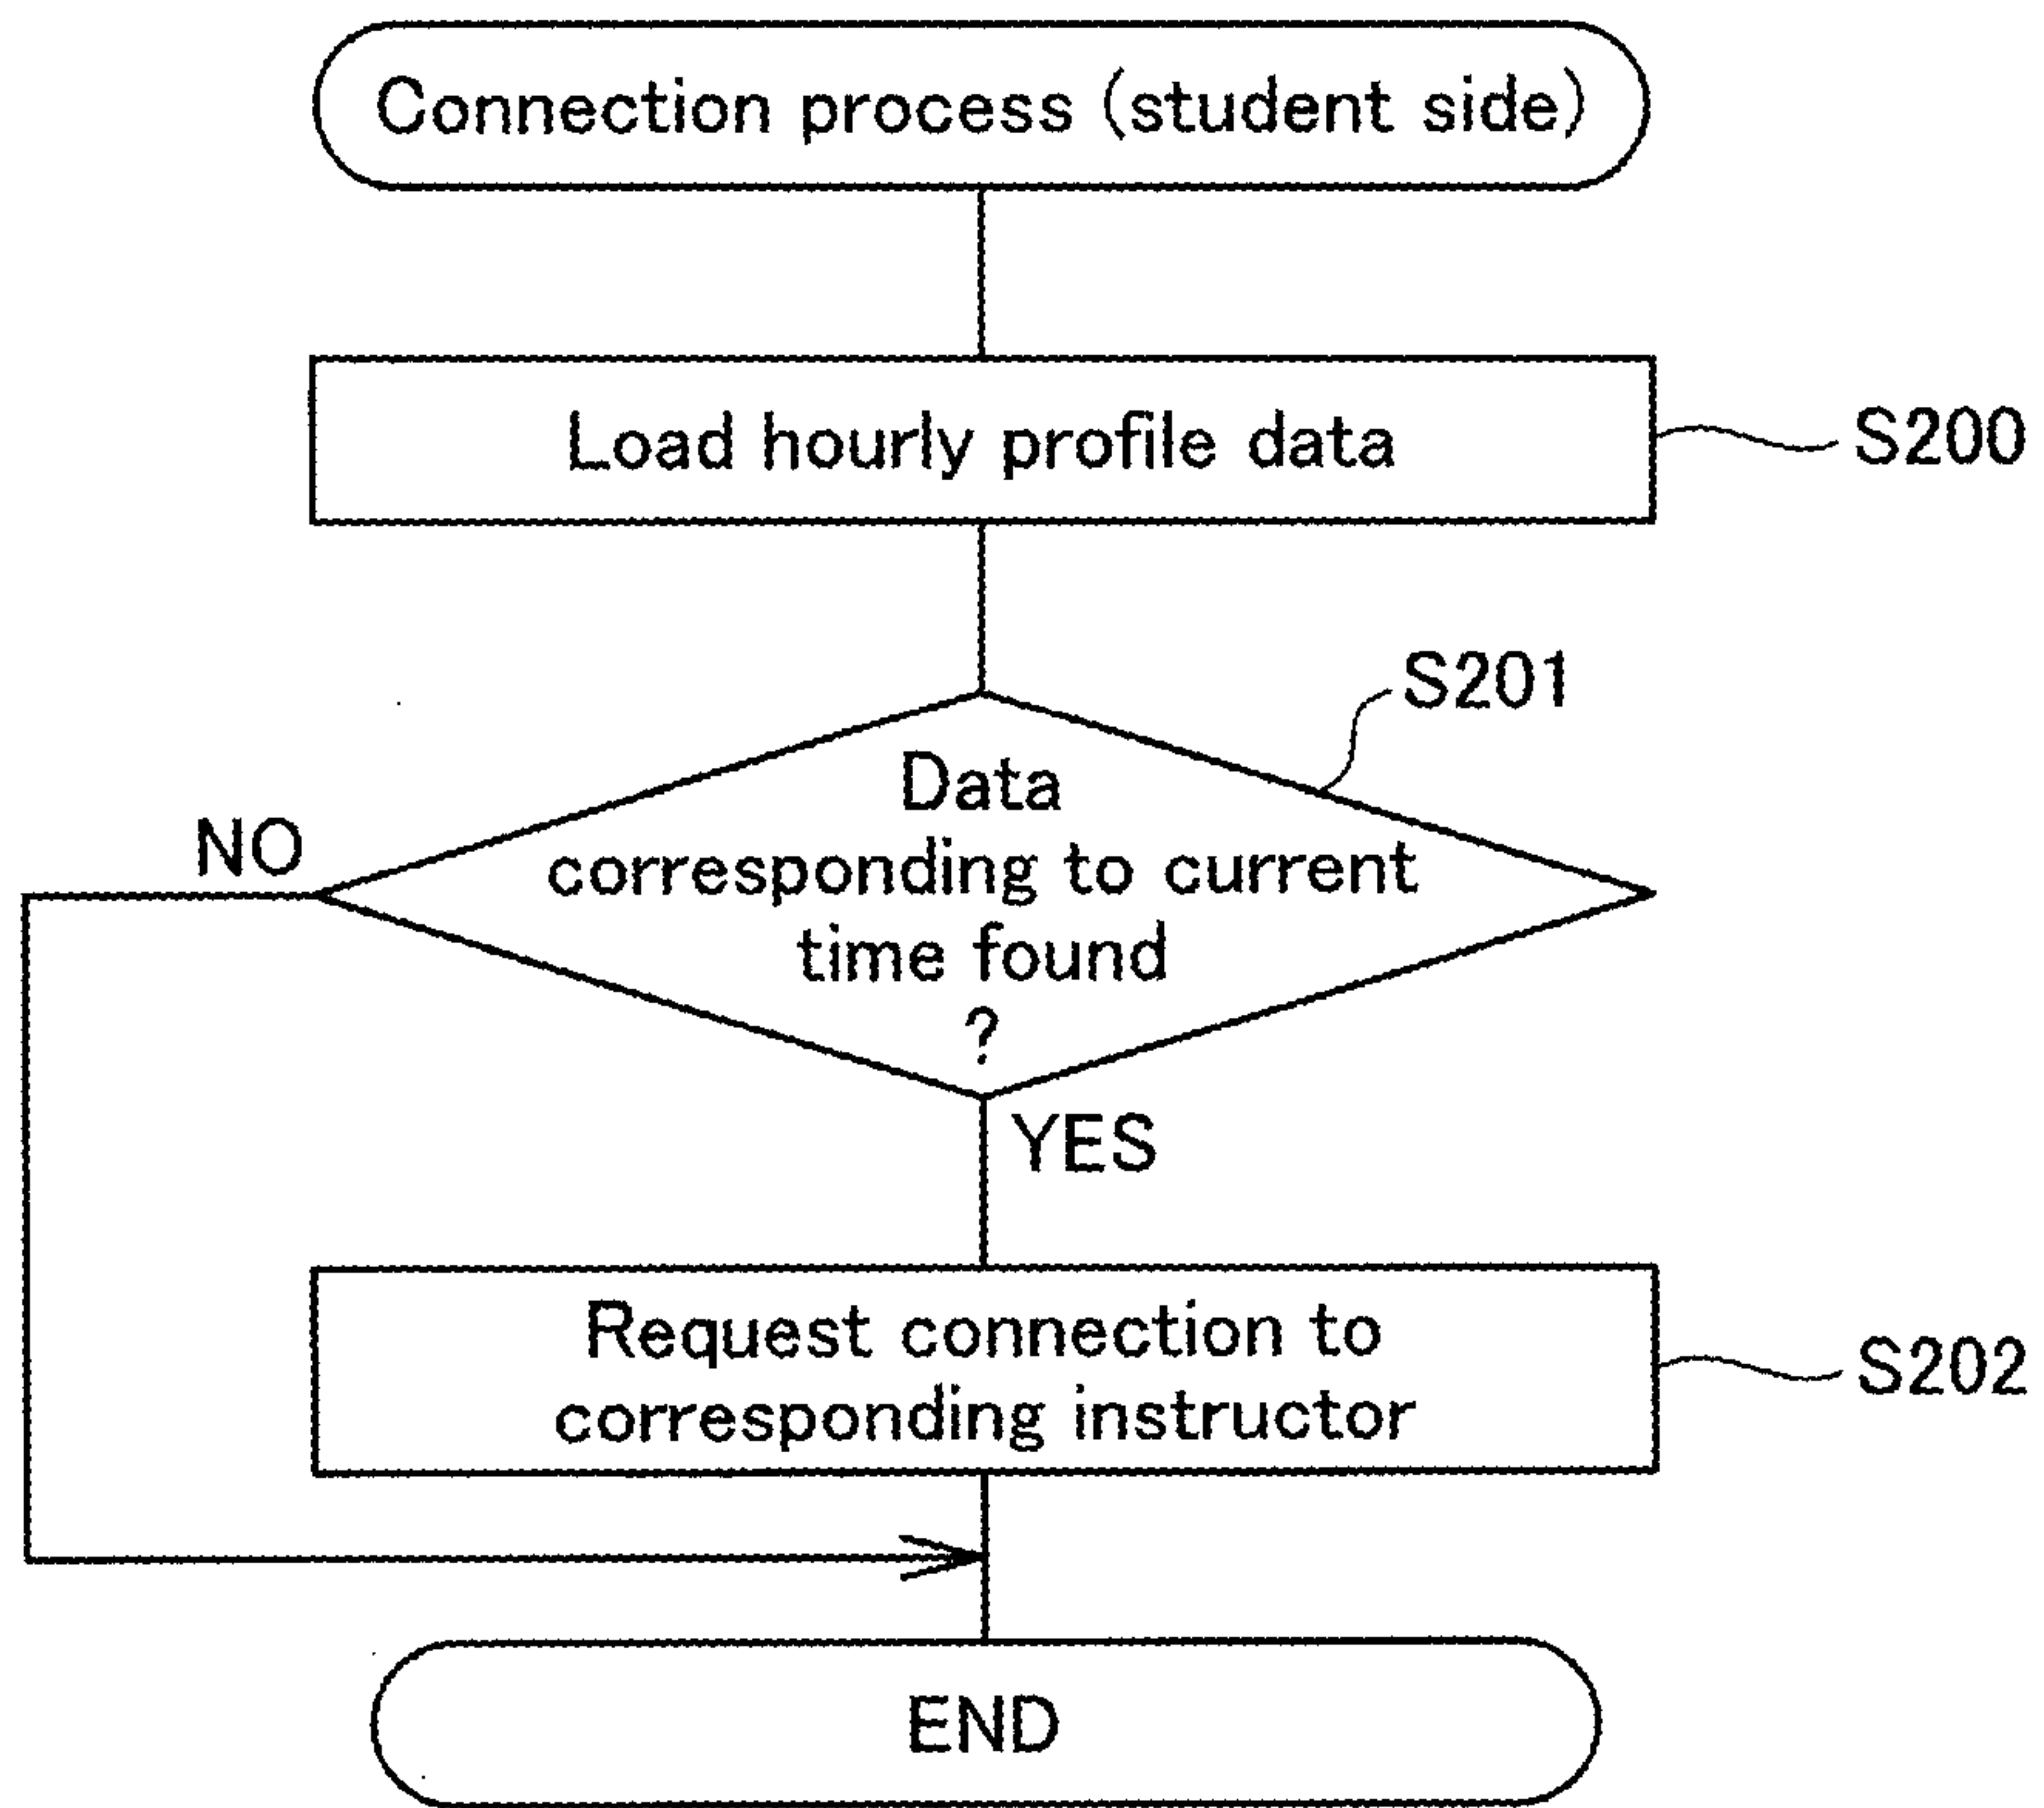 Connection process (student side)
Load hourly profile data
S200
S201
Data
corresponding to current
time found
?
NO
YES
Request connection to
corresponding instructor
S202
END